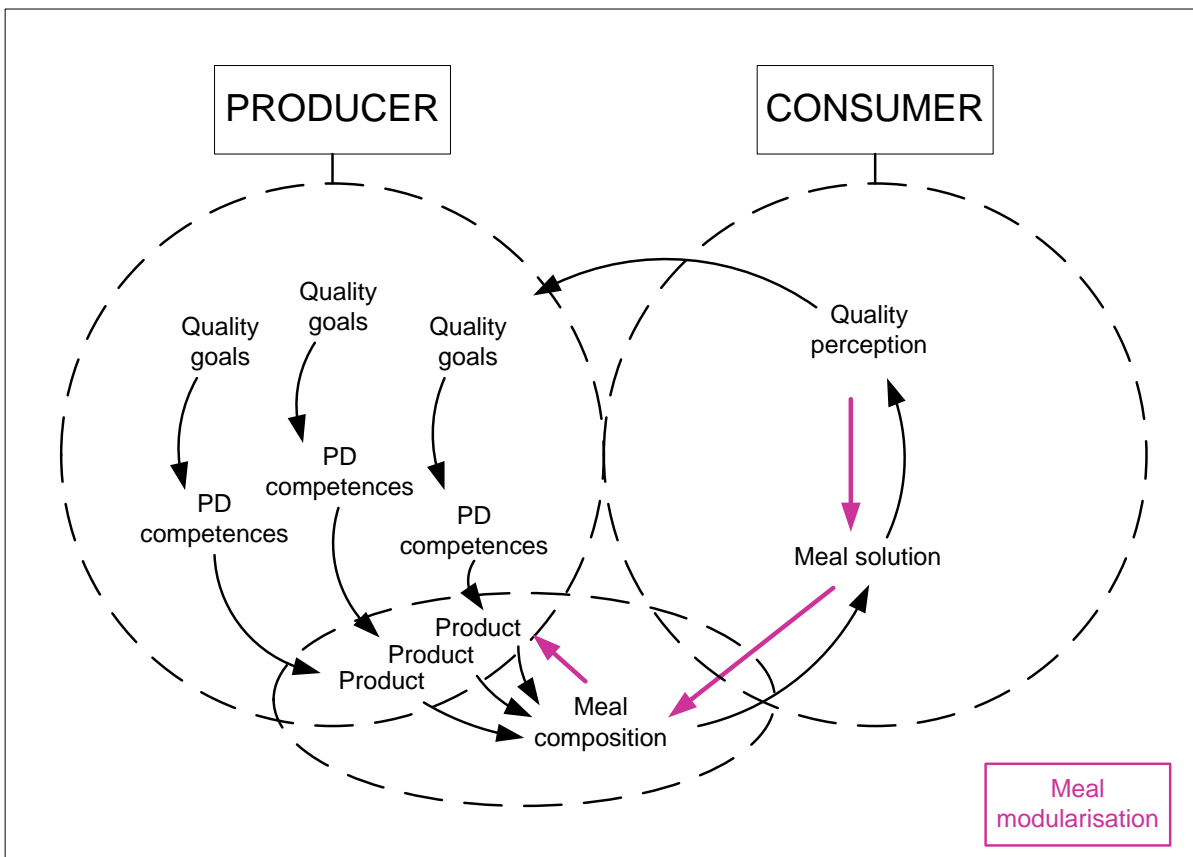 PRODUCER
CONSUMER
Quality
goals
Quality
goals
Quality
goals
Quality
perception
PD
competences
PD
competences
PD
competences
Meal solution
Product
Product
Product
Meal
composition
Meal
modularisation